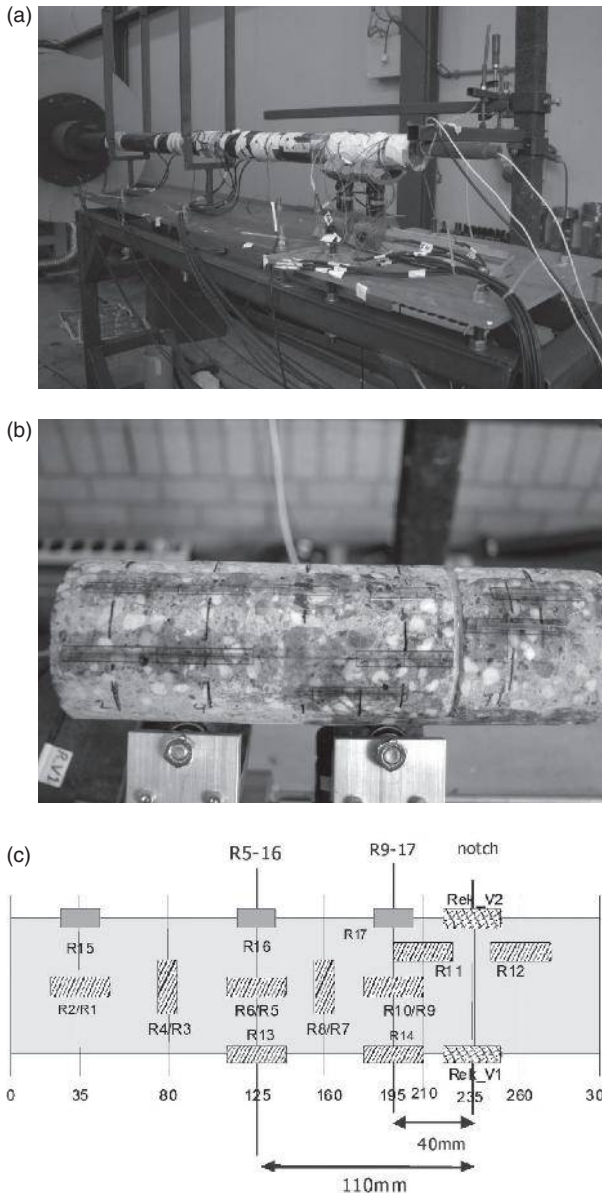 (a)
(b)
R_V1
(c)
R5-16 R9-17 notch
Rek_V2
R15 R16 R17
R11 R12
R2/R1 R4/R3 R6/R5 R8/R7 R10/R9
R13 R14
Rek_V1
0 35 80 125 160 195 210 235 260 30
40mm
110mm